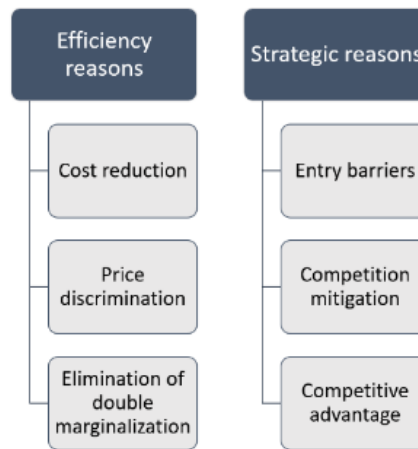 Efficiency
reasons
Cost reduction
Price
discrimination
Elimination of
double
marginalization
Strategic reasons
Entry barriers
Competition
mitigation
Competitive
advantage